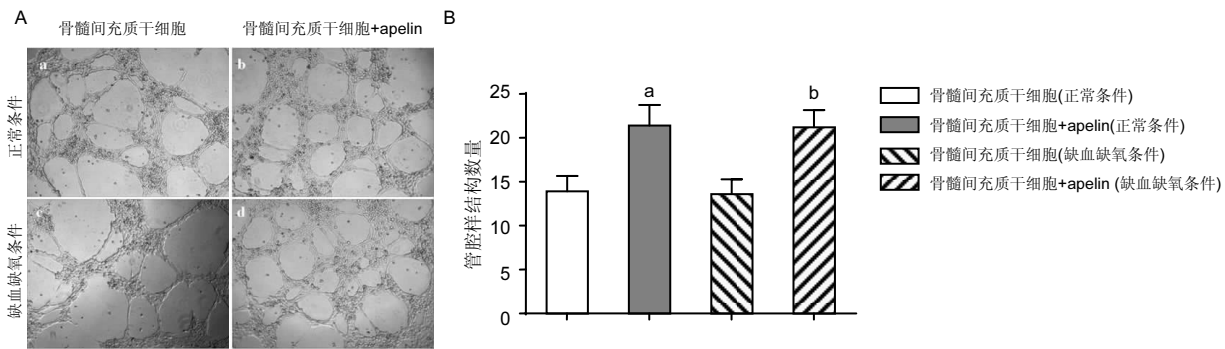 A
骨髓间充质干细胞
骨髓间充质干细胞+apelin
正常条件
缺血缺氧条件
a
b
c
d
B
管腔样结构数量
25
20
15
10
5
0
a
b
骨髓间充质干细胞(正常条件)
骨髓间充质干细胞+apelin(正常条件)
骨髓间充质干细胞(缺血缺氧条件)
骨髓间充质干细胞+apelin (缺血缺氧条件)